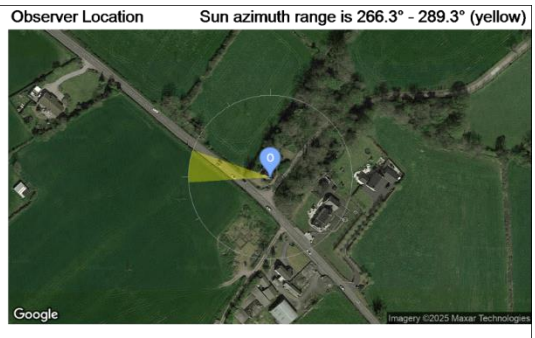 Observer Location Sun azimuth range is 266.3° - 289.3° (yellow)
O
Google
Imagery ©2025 Maxar Technologies